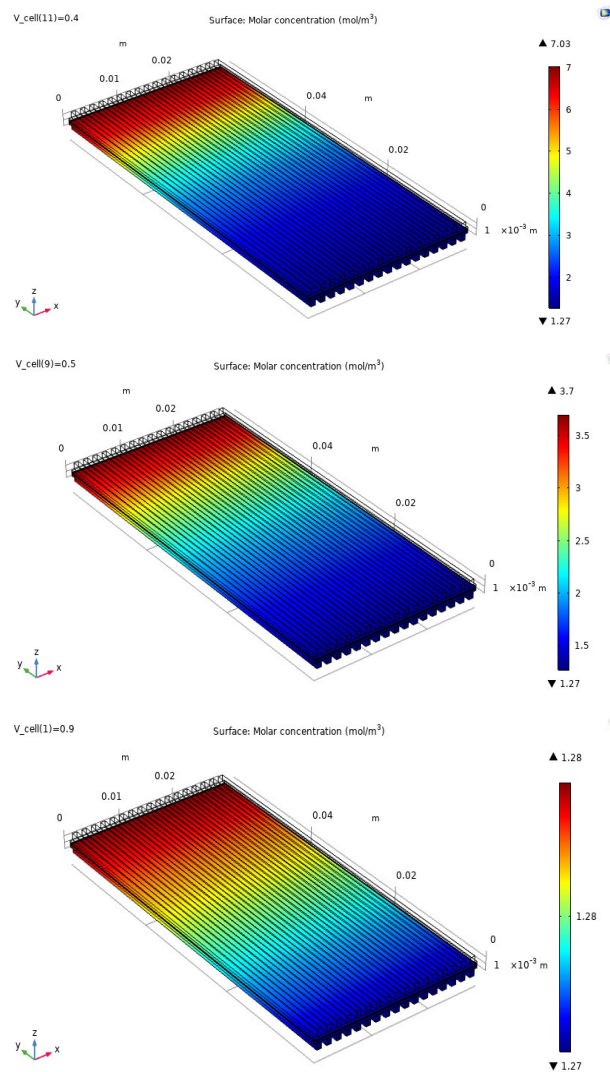 V_cell(11)=0.4
Surface: Molar concentration (mol/m³)
m
0.02
0.01
0
0.04
m
0.02
0
1 ×10⁻³ m
▲ 7.03
7
6
5
4
3
2
▼ 1.27
y z x
V_cell(9)=0.5
Surface: Molar concentration (mol/m³)
m
0.02
0.01
0
0.04
m
0.02
0
1 ×10⁻³ m
▲ 3.7
3.5
3
2.5
2
1.5
▼ 1.27
y z x
V_cell(1)=0.9
Surface: Molar concentration (mol/m³)
m
0.02
0.01
0
0.04
m
0.02
0
1 ×10⁻³ m
▲ 1.28
1.28
▼ 1.27
y z x